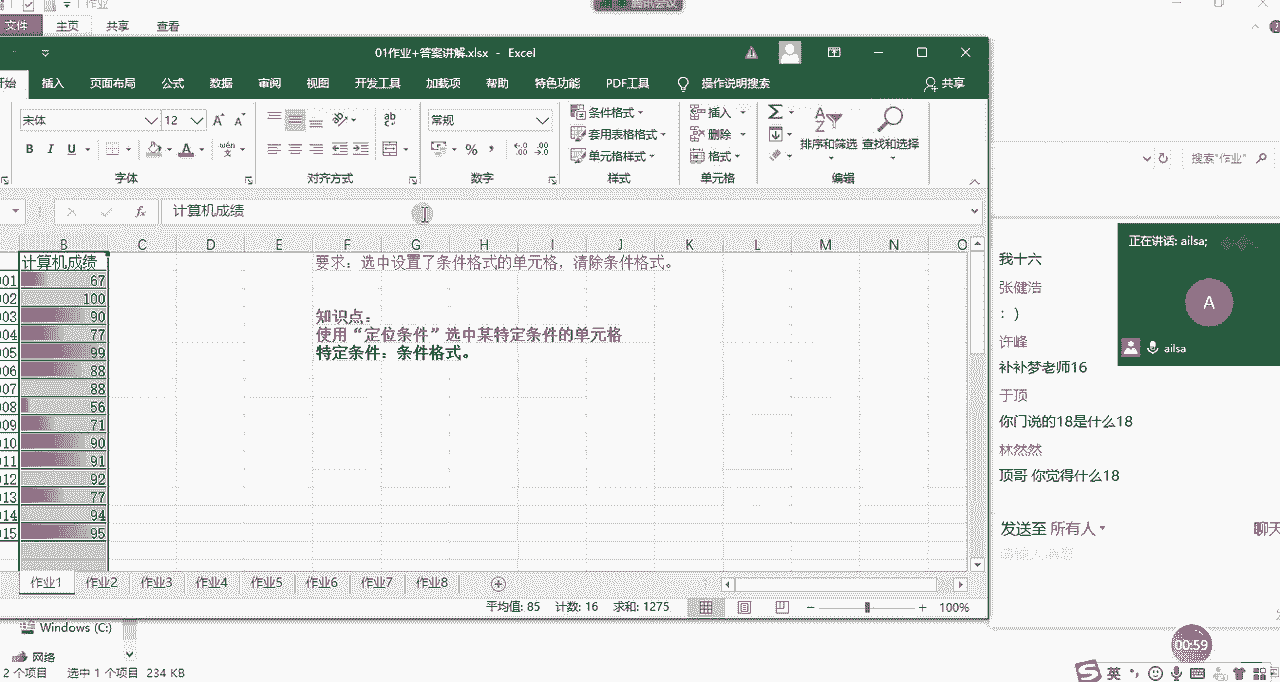 作业
腾讯会议
文件 主页 共享 查看
01作业+答案讲解.xlsx - Excel
开始 插入 页面布局 公式 数据 审阅 视图 开发工具 加载项 帮助 特色功能 PDF工具 操作说明搜索 共享
宋体 12 常规 条件格式 插入
套用表格格式 删除 排序和筛选 查找和选择
B I U 单元格样式 格式
字体 对齐方式 数字 样式 单元格 编辑
fx 计算机成绩
搜索"作业"
B C D E F G H I J K L M N O
计算机成绩 要求：选中设置了条件格式的单元格，清除条件格式。
001 67
002 100
003 90
知识点：
004 77
使用“定位条件”选中某特定条件的单元格
005 99
特定条件：条件格式。
006 88
007 88
008 56
009 71
010 90
011 91
012 92
013 77
014 94
015 95
作业1 作业2 作业3 作业4 作业5 作业6 作业7 作业8
平均值: 85 计数: 16 求和: 1275 100%
正在讲话: ailsa;
A
ailsa
我十六
张健浩
：）
许峰
补补梦老师16
于顶
你门说的18是什么18
林然然
顶哥 你觉得什么18
发送至 所有人 聊天
请输入消息
00:59
Windows (C:)
网络
2 个项目 选中 1 个项目 234 KB
英